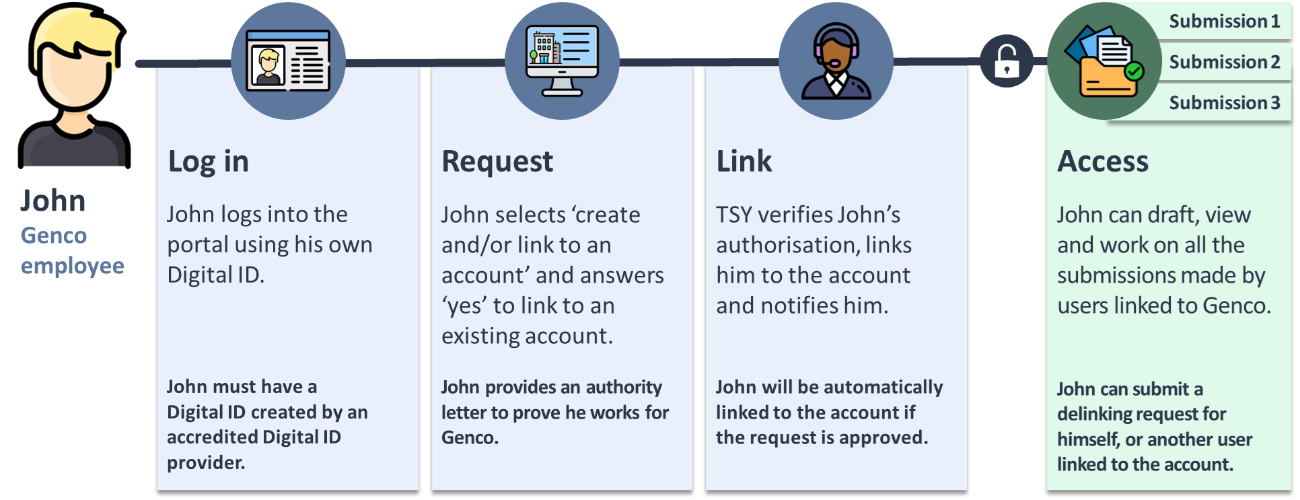 John
Genco
employee
Log in
John logs into the
portal using his own
Digital ID.
John must have a
Digital ID created by an
accredited Digital ID
provider.
Request
John selects ‘create
and/or link to an
account’ and answers
‘yes’ to link to an
existing account.
John provides an authority
letter to prove he works for
Genco.
Link
TSY verifies John’s
authorisation, links
him to the account
and notifies him.
John will be automatically
linked to the account if
the request is approved.
Submission 1
Submission 2
Submission 3
Access
John can draft, view
and work on all the
submissions made by
users linked to Genco.
John can submit a
delinking request for
himself, or another user
linked to the account.